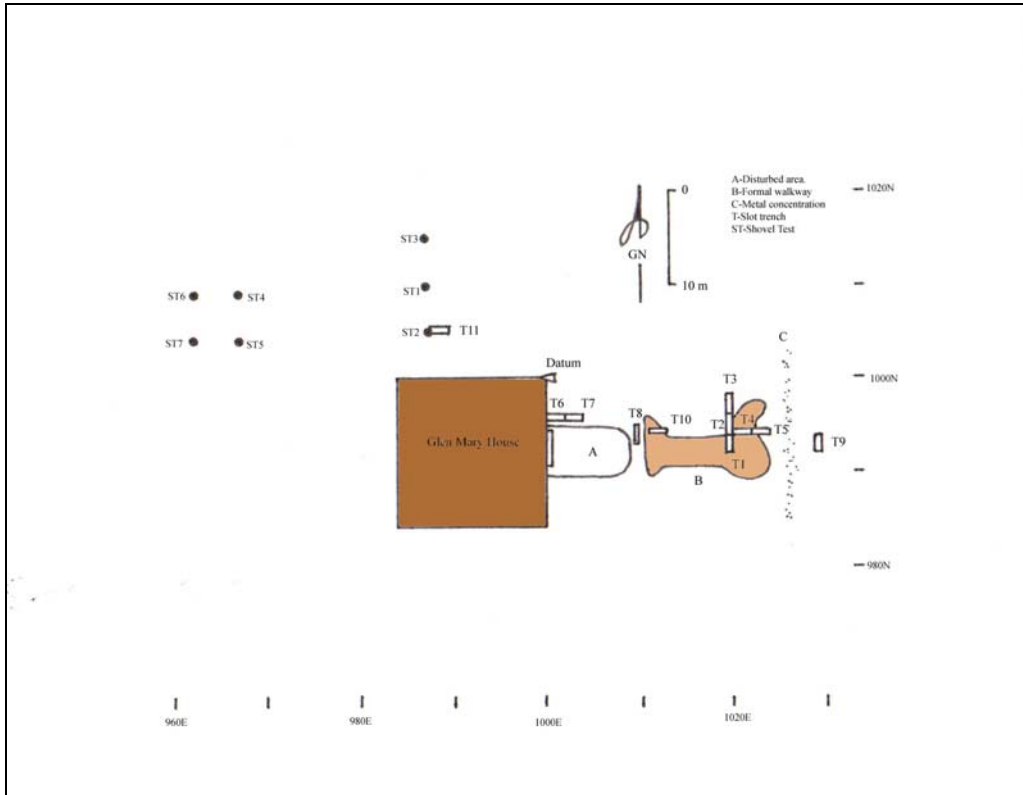 A-Disturbed area.
B-Formal walkway
C-Metal concentration
T-Slot trench
ST-Shovel Test
0
1020N
GN
10 m
ST3
ST1
ST6
ST4
ST2
T11
ST7
ST5
C
Datum
1000N
T3
T6
T7
T8
T10
T2
T4
T5
T9
Glen Mary House
A
T1
B
980N
960E
980E
1000E
1020E